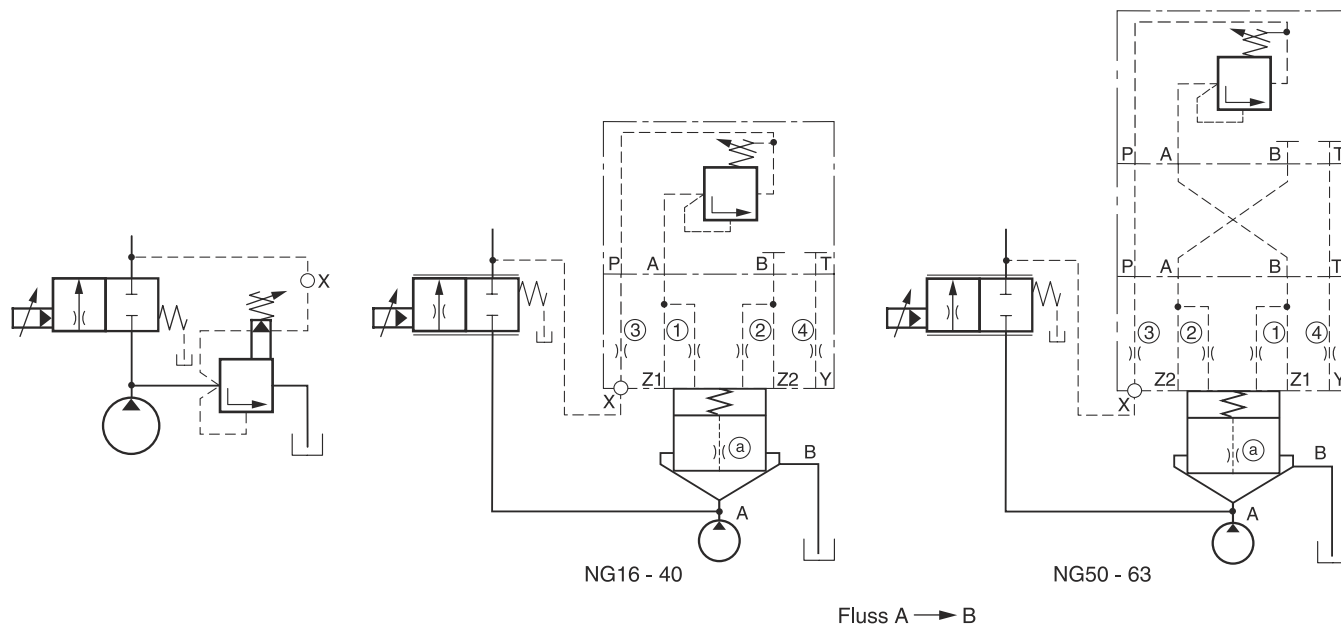 X
P A B T
3 1 2 4
Z1 Z2 Y
X
a
B
A
NG16 - 40
P A B T
P A B T
3 2 1 4
Z2 Z1 Y
X
a
B
A
NG50 - 63
Fluss A B